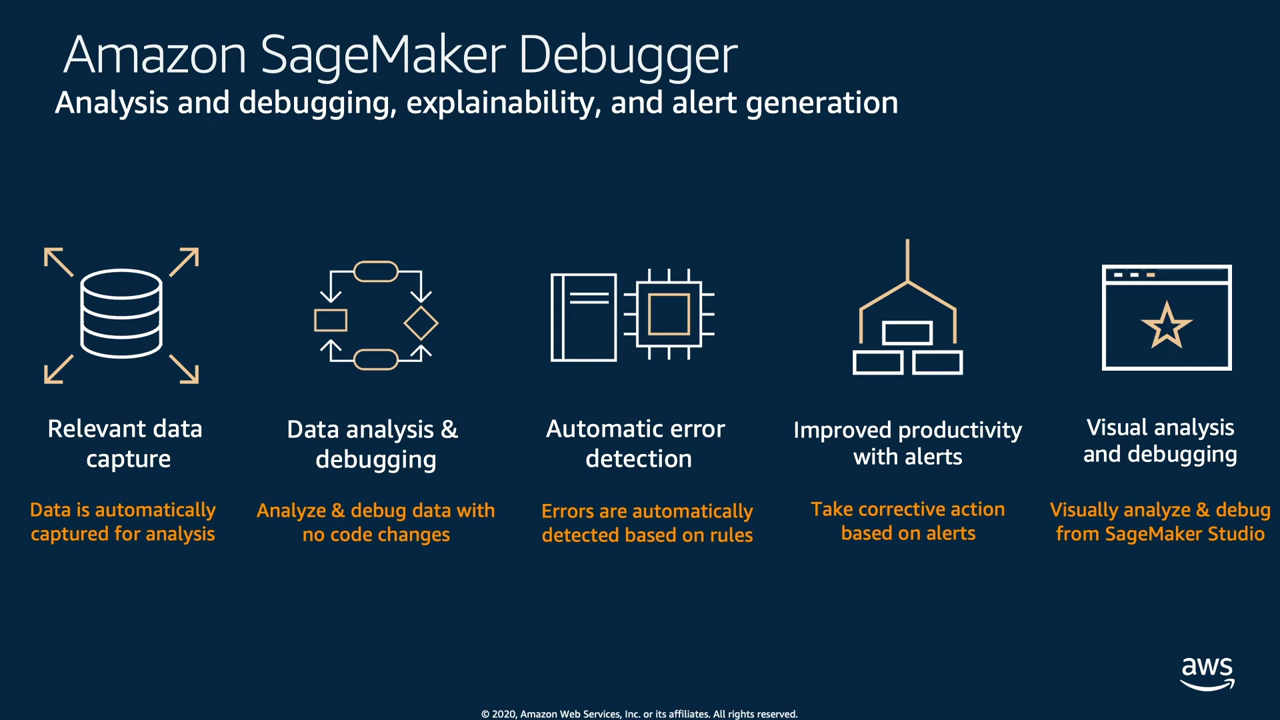 Amazon SageMaker Debugger
Analysis and debugging, explainability, and alert generation
Relevant data
capture
Data is automatically
captured for analysis
Data analysis &
debugging
Analyze & debug data with
no code changes
Automatic error
detection
Errors are automatically
detected based on rules
Improved productivity
with alerts
Take corrective action
based on alerts
Visual analysis
and debugging
Visually analyze & debug
from SageMaker Studio
aws
© 2020, Amazon Web Services, Inc. or its affiliates. All rights reserved.